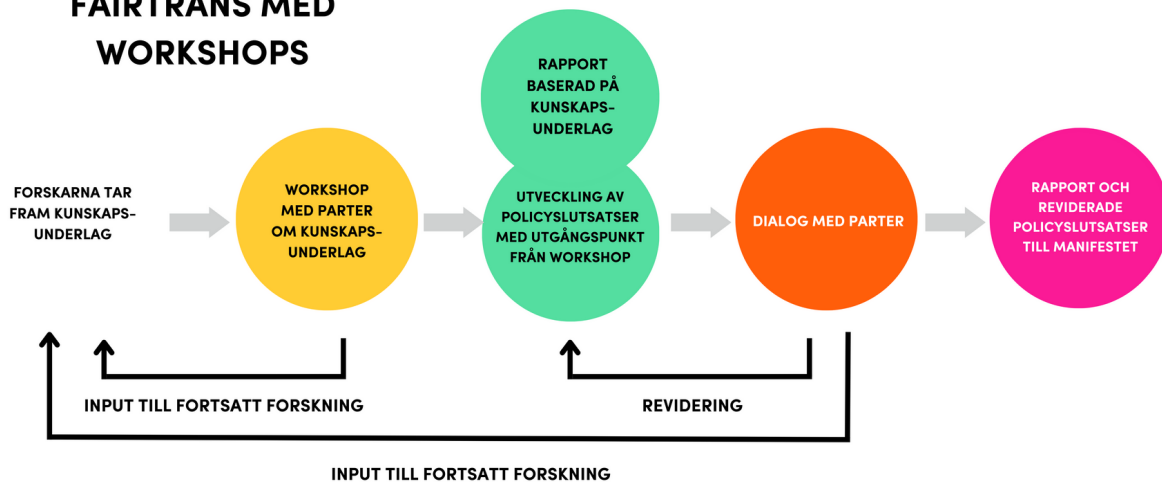 FAIRTRANS MED
WORKSHOPS
FORSKARNA TAR
FRAM KUNSKAPS-
UNDERLAG
WORKSHOP
MED PARTER
OM KUNSKAPS-
UNDERLAG
RAPPORT
BASERAD PÅ
KUNSKAPS-
UNDERLAG
UTVECKLING AV
POLICYSLUTSATSER
MED UTGÅNGSPUNKT
FRÅN WORKSHOP
DIALOG MED PARTER
RAPPORT OCH
REVIDERADE
POLICYSLUTSATSER
TILL MANIFESTET
INPUT TILL FORTSATT FORSKNING
REVIDERING
INPUT TILL FORTSATT FORSKNING